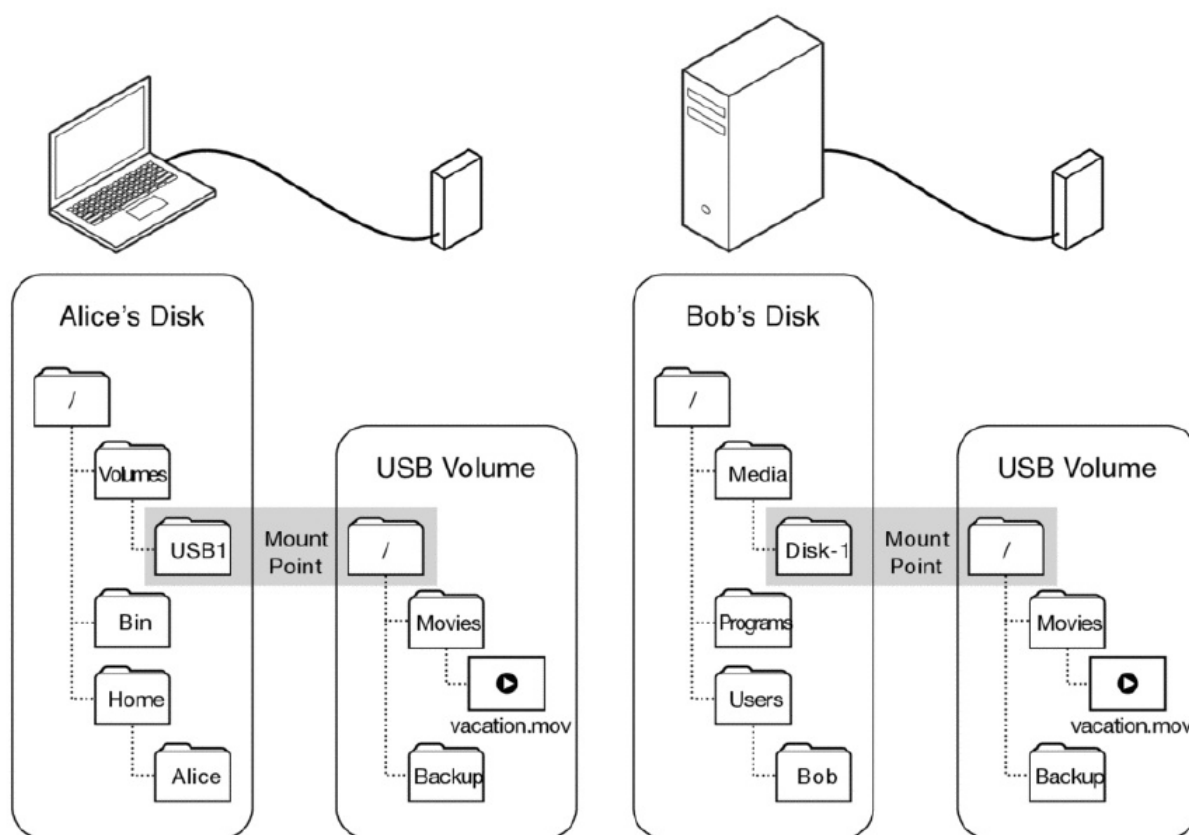 Alice's Disk
/
Volumes
USB1
Bin
Home
Alice
Mount
Point
USB Volume
/
Movies
vacation.mov
Backup
Bob's Disk
/
Media
Disk-1
Programs
Users
Bob
Mount
Point
USB Volume
/
Movies
vacation.mov
Backup